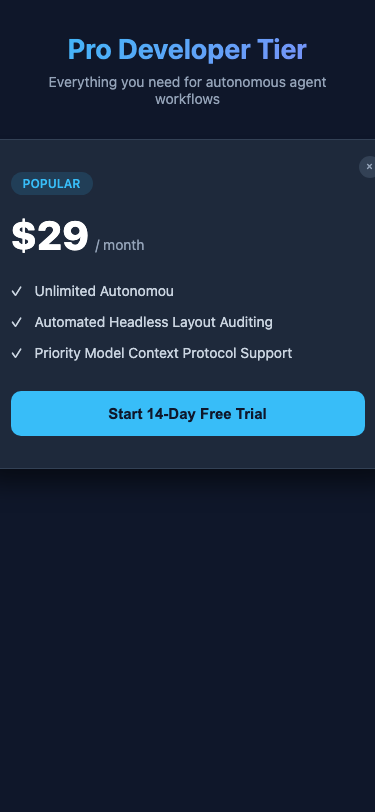 Pro Developer Tier
Everything you need for autonomous agent
workflows
×
POPULAR
$29 / month
✓ Unlimited Autonomou
✓ Automated Headless Layout Auditing
✓ Priority Model Context Protocol Support
Start 14-Day Free Trial